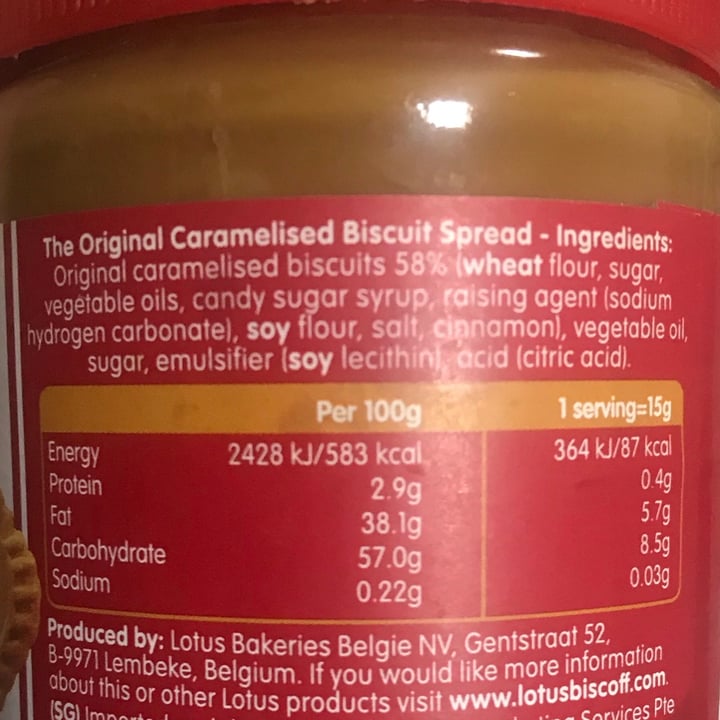 The Original Caramelised Biscuit Spread - Ingredients:
Original caramelised biscuits 58% (wheat flour, sugar,
vegetable oils, candy sugar syrup, raising agent (sodium
hydrogen carbonate), soy flour, salt, cinnamon), vegetable oil,
sugar, emulsifier (soy lecithin), acid (citric acid).
Per 100g 1 serving=15g
Energy 2428 kJ/583 kcal 364 kJ/87 kcal
Protein 2.9g 0.4g
Fat 38.1g 5.7g
Carbohydrate 57.0g 8.5g
Sodium 0.22g 0.03g
Produced by: Lotus Bakeries Belgie NV, Gentstraat 52,
B-9971 Lembeke, Belgium. If you would like more information
about this or other Lotus products visit www.lotusbiscoff.com.
(SG) Services Pte